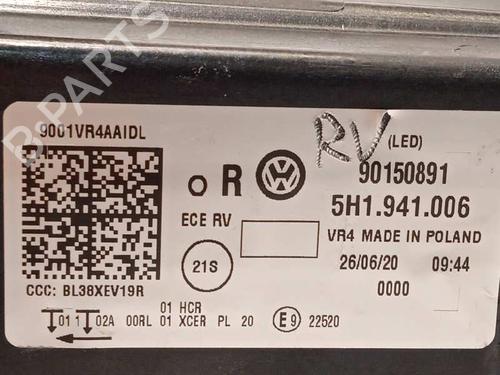 9001VR4AAIDL
RV (LED)
R
90150891
5H1.941.006
ECE RV
VR4 MADE IN POLAND
21S
26/06/20 09:44
0000
CCC: BL38XEV19R
01 HCR
01 1 02A 00RL 01 XCER PL 20 E9 22520
B-PARTS